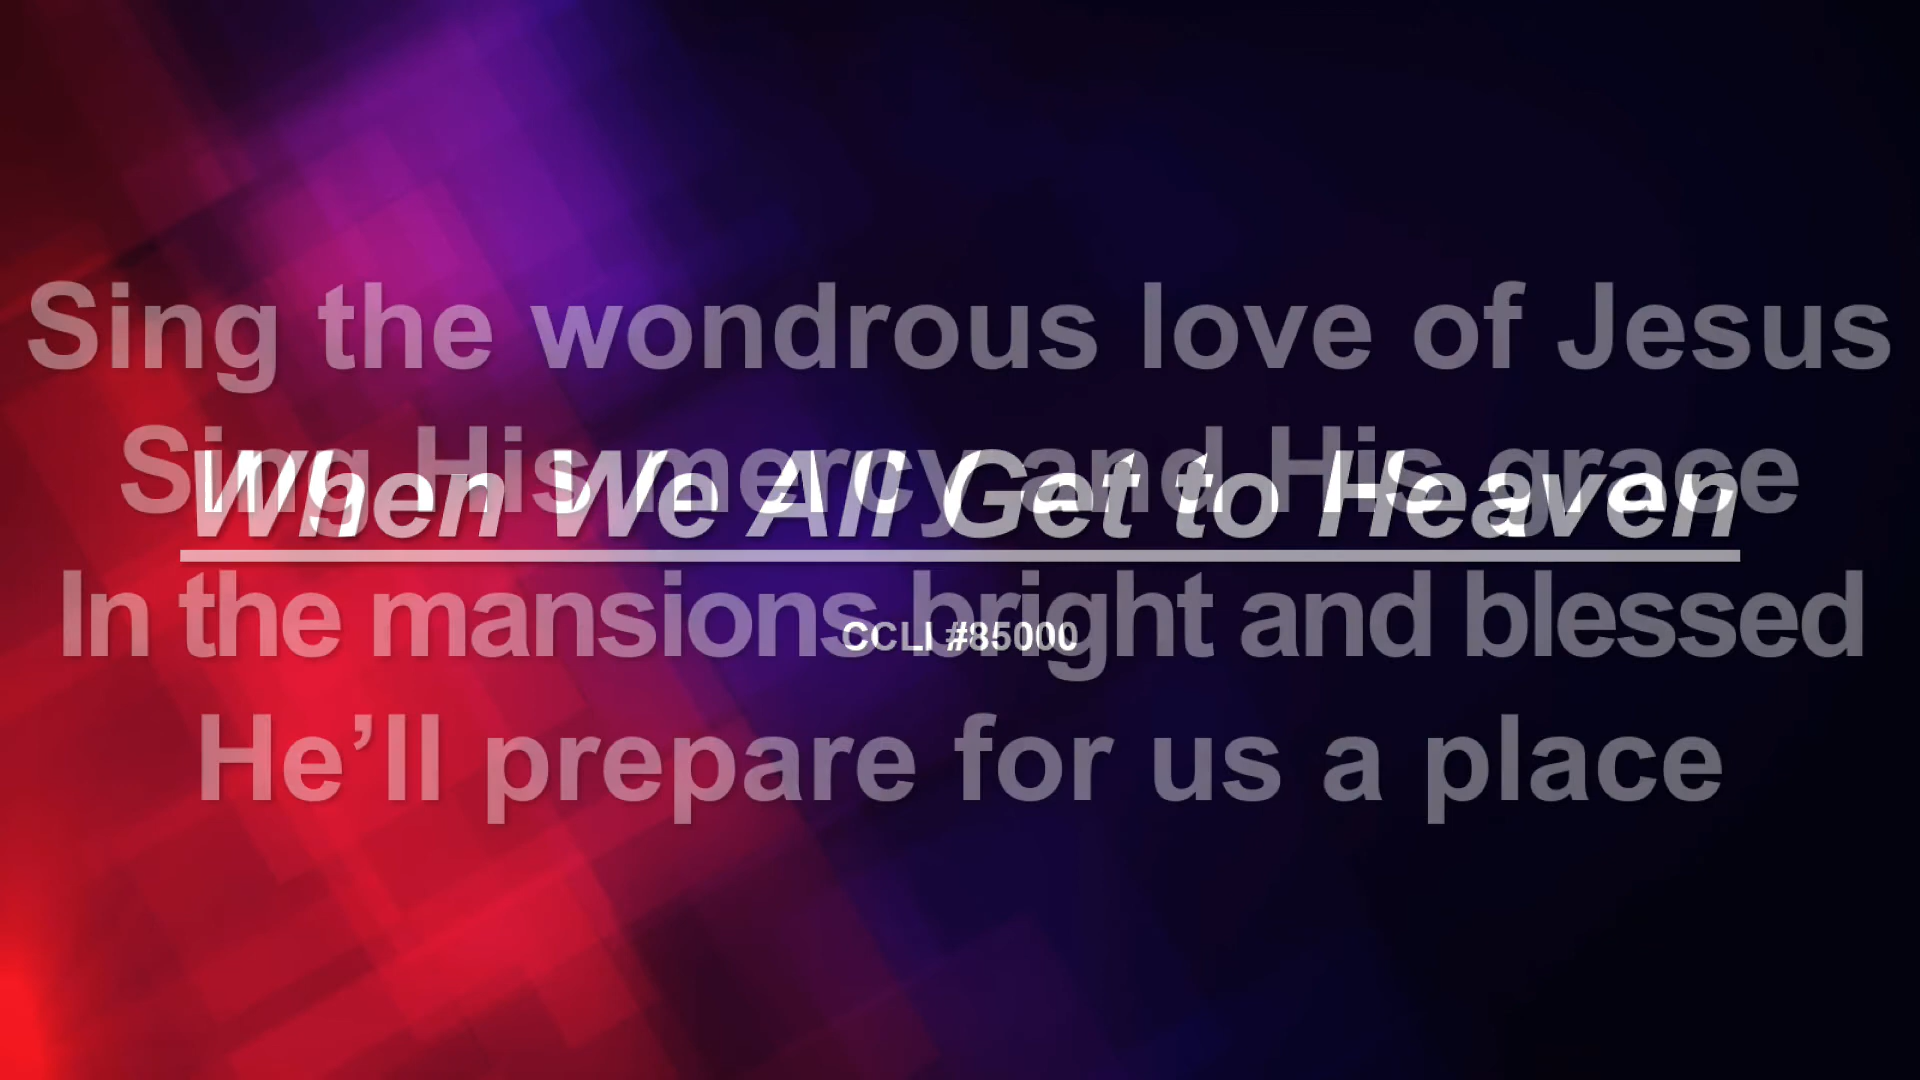 Sing the wondrous love of Jesus
Sing His mercy and His grace
When We All Get to Heaven
In the mansions bright and blessed
CCLI #85000
He’ll prepare for us a place